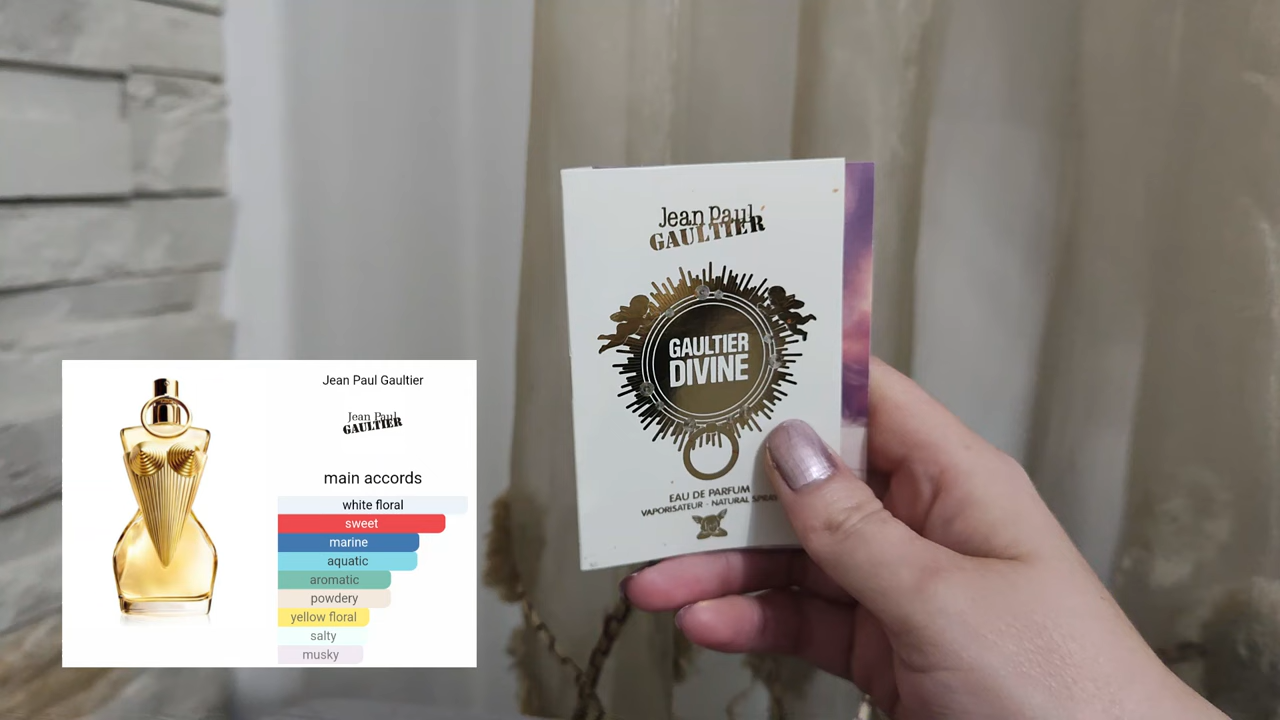 Jean Paul
GAULTIER
GAULTIER
DIVINE
EAU DE PARFUM
VAPORISATEUR - NATURAL SPRAY
Jean Paul Gaultier
Jean Paul
GAULTIER
main accords
white floral
sweet
marine
aquatic
aromatic
powdery
yellow floral
salty
musky